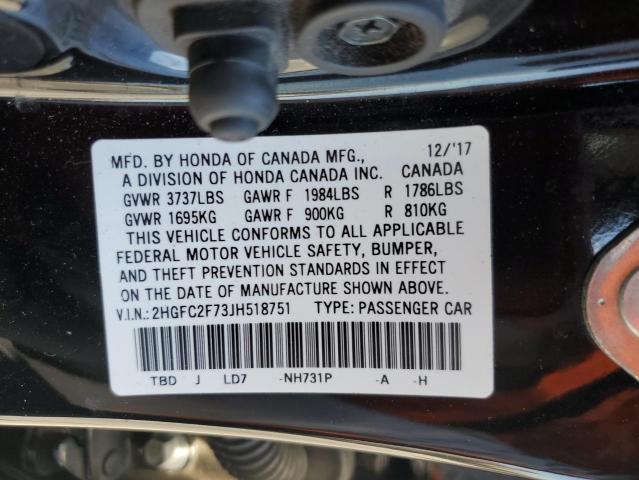 MFD. BY HONDA OF CANADA MFG., 12/'17
A DIVISION OF HONDA CANADA INC. CANADA
GVWR 3737LBS GAWR F 1984LBS R 1786LBS
GVWR 1695KG GAWR F 900KG R 810KG
THIS VEHICLE CONFORMS TO ALL APPLICABLE
FEDERAL MOTOR VEHICLE SAFETY, BUMPER,
AND THEFT PREVENTION STANDARDS IN EFFECT
ON THE DATE OF MANUFACTURE SHOWN ABOVE.
V.I.N.: 2HGFC2F73JH518751 TYPE: PASSENGER CAR
TBD J LD7 -NH731P -A -H